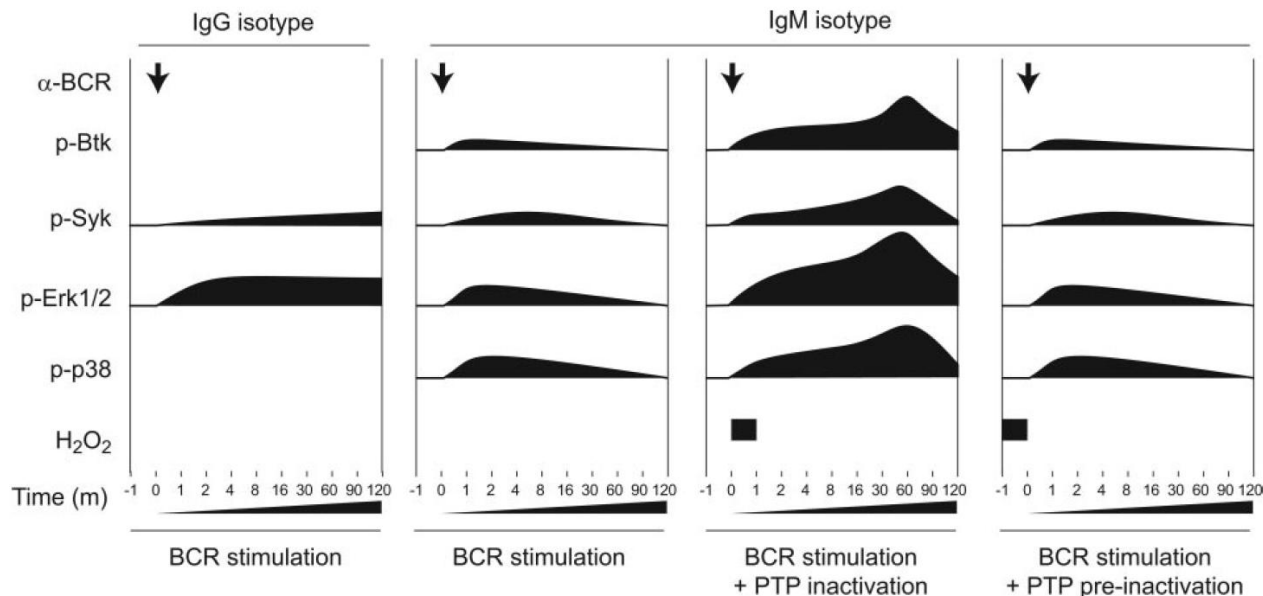 IgG isotype IgM isotype
α-BCR
p-Btk
p-Syk
p-Erk1/2
p-p38
H₂O₂
Time (m) -1 0 1 2 4 8 16 30 60 90 120 -1 0 1 2 4 8 16 30 60 90 120 -1 0 1 2 4 8 16 30 60 90 120 -1 0 1 2 4 8 16 30 60 90 120
BCR stimulation BCR stimulation BCR stimulation BCR stimulation
+ PTP inactivation + PTP pre-inactivation